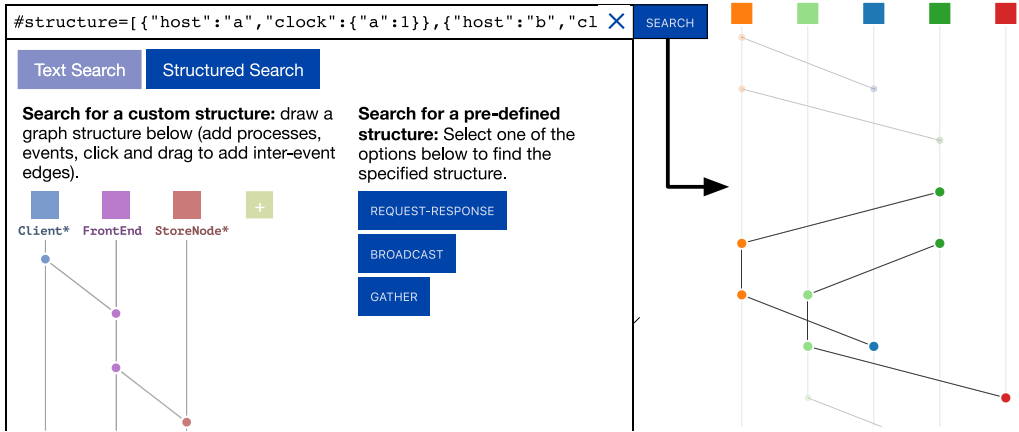 #structure=[{"host":"a","clock":{"a":1}},{"host":"b","cl
SEARCH
Text Search
Structured Search
Search for a custom structure: draw a
graph structure below (add processes,
events, click and drag to add inter-event
edges).
Search for a pre-defined
structure: Select one of the
options below to find the
specified structure.
+
Client*
FrontEnd
StoreNode*
REQUEST-RESPONSE
BROADCAST
GATHER